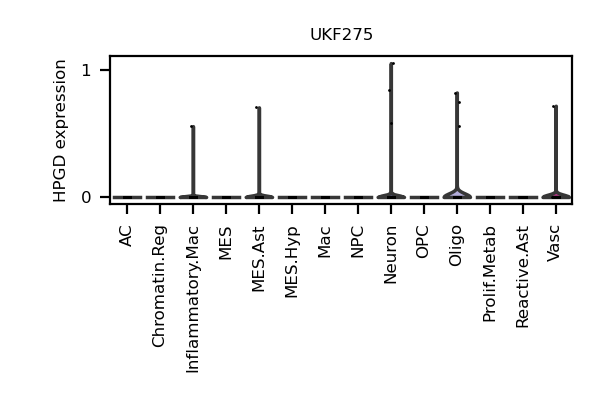 UKF275
HPGD expression
1
0
AC
Chromatin.Reg
Inflammatory.Mac
MES
MES.Ast
MES.Hyp
Mac
NPC
Neuron
OPC
Oligo
Prolif.Metab
Reactive.Ast
Vasc